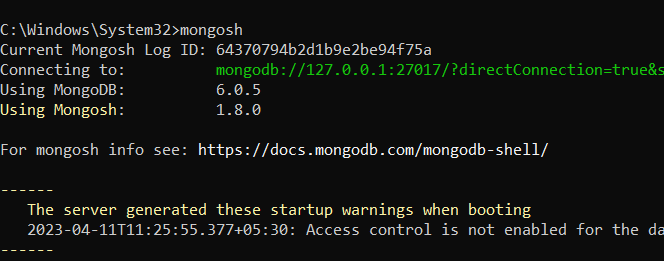 C:\Windows\System32>mongosh
Current Mongosh Log ID: 64370794b2d1b9e2be94f75a
Connecting to: mongodb://127.0.0.1:27017/?directConnection=true&s
Using MongoDB: 6.0.5
Using Mongosh: 1.8.0
For mongosh info see: https://docs.mongodb.com/mongodb-shell/
------
The server generated these startup warnings when booting
2023-04-11T11:25:55.377+05:30: Access control is not enabled for the da
------